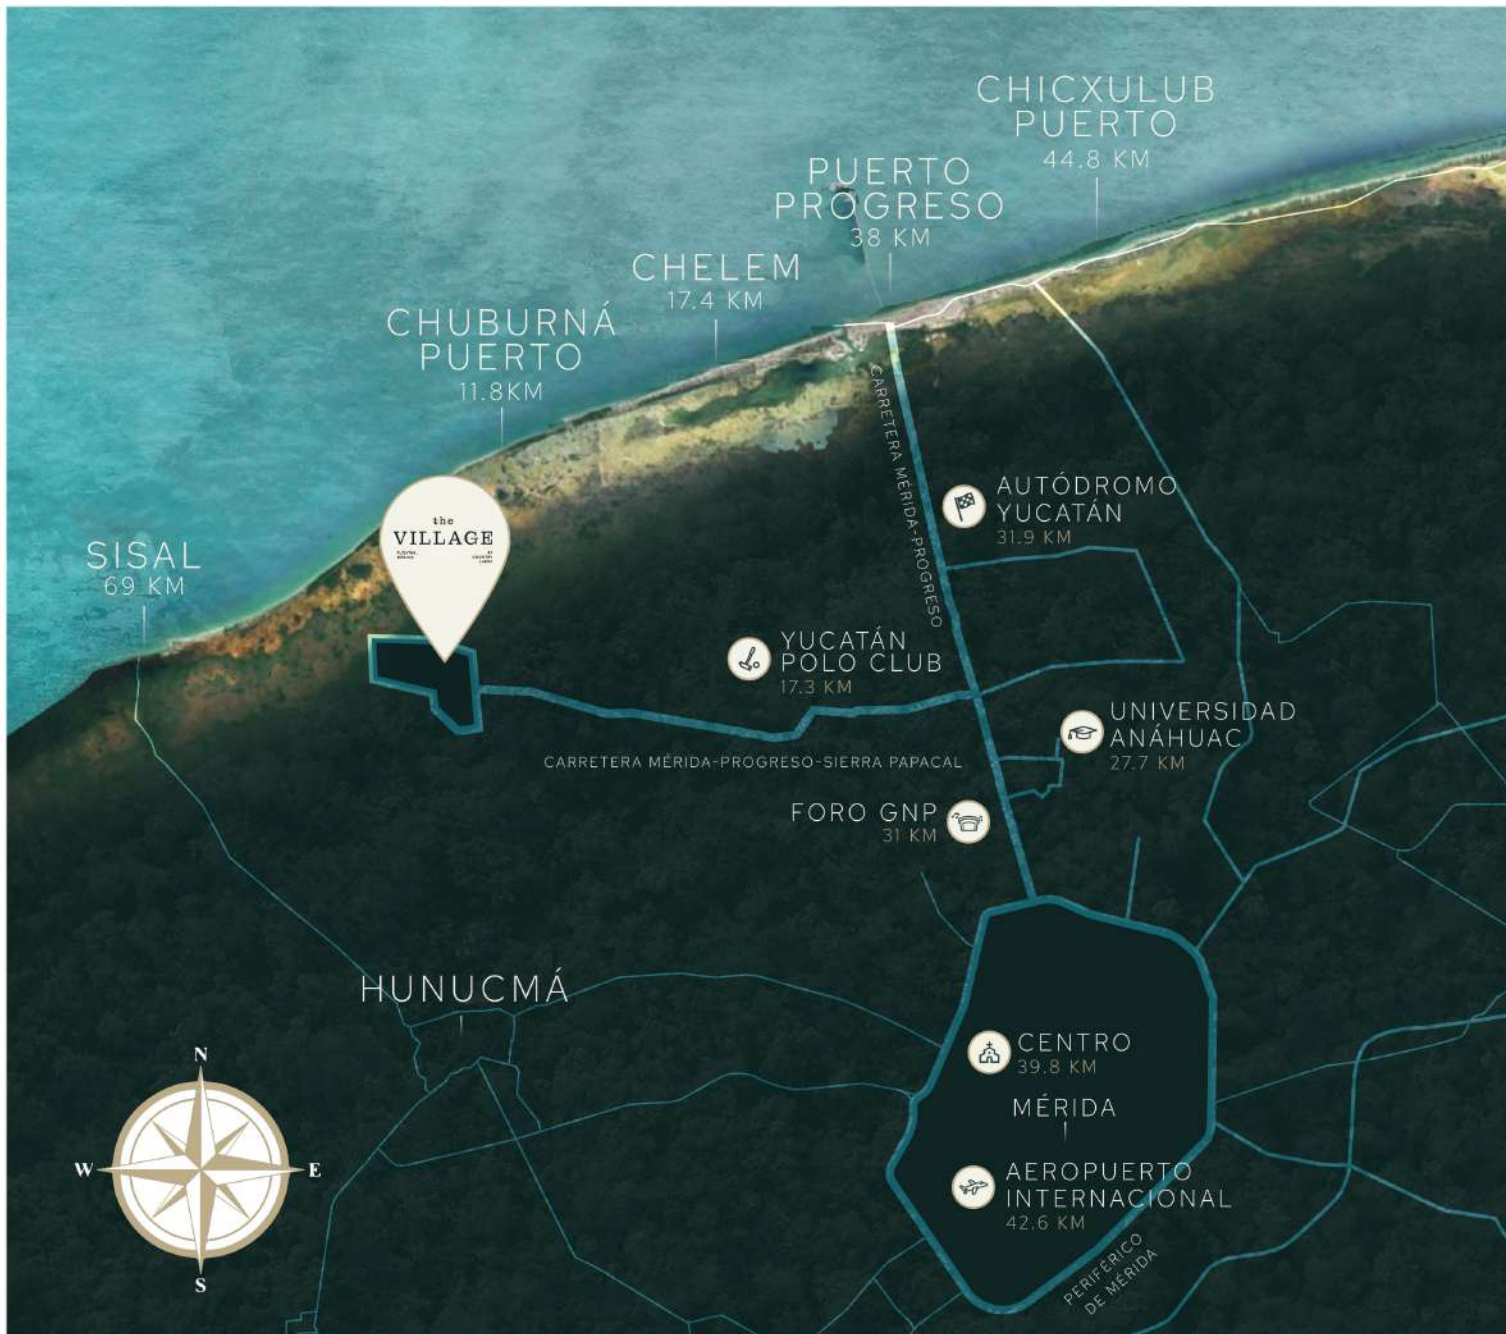 CHICXULUB
PUERTO
44.8 KM
PUERTO
PROGRESO
38 KM
CHELEM
17.4 KM
CHUBURNÁ
PUERTO
11.8KM
CARRETERA MÉRIDA-PROGRESO
AUTÓDROMO
YUCATÁN
31.9 KM
the
VILLAGE
SISAL
69 KM
YUCATÁN
POLO CLUB
17.3 KM
UNIVERSIDAD
ANÁHUAC
27.7 KM
CARRETERA MÉRIDA-PROGRESO-SIERRA PAPACAL
FORO GNP
31 KM
HUNUCMÁ
CENTRO
39.8 KM
MÉRIDA
AEROPUERTO
INTERNACIONAL
42.6 KM
PERIFÉRICO
DE MÉRIDA
N
W
E
S